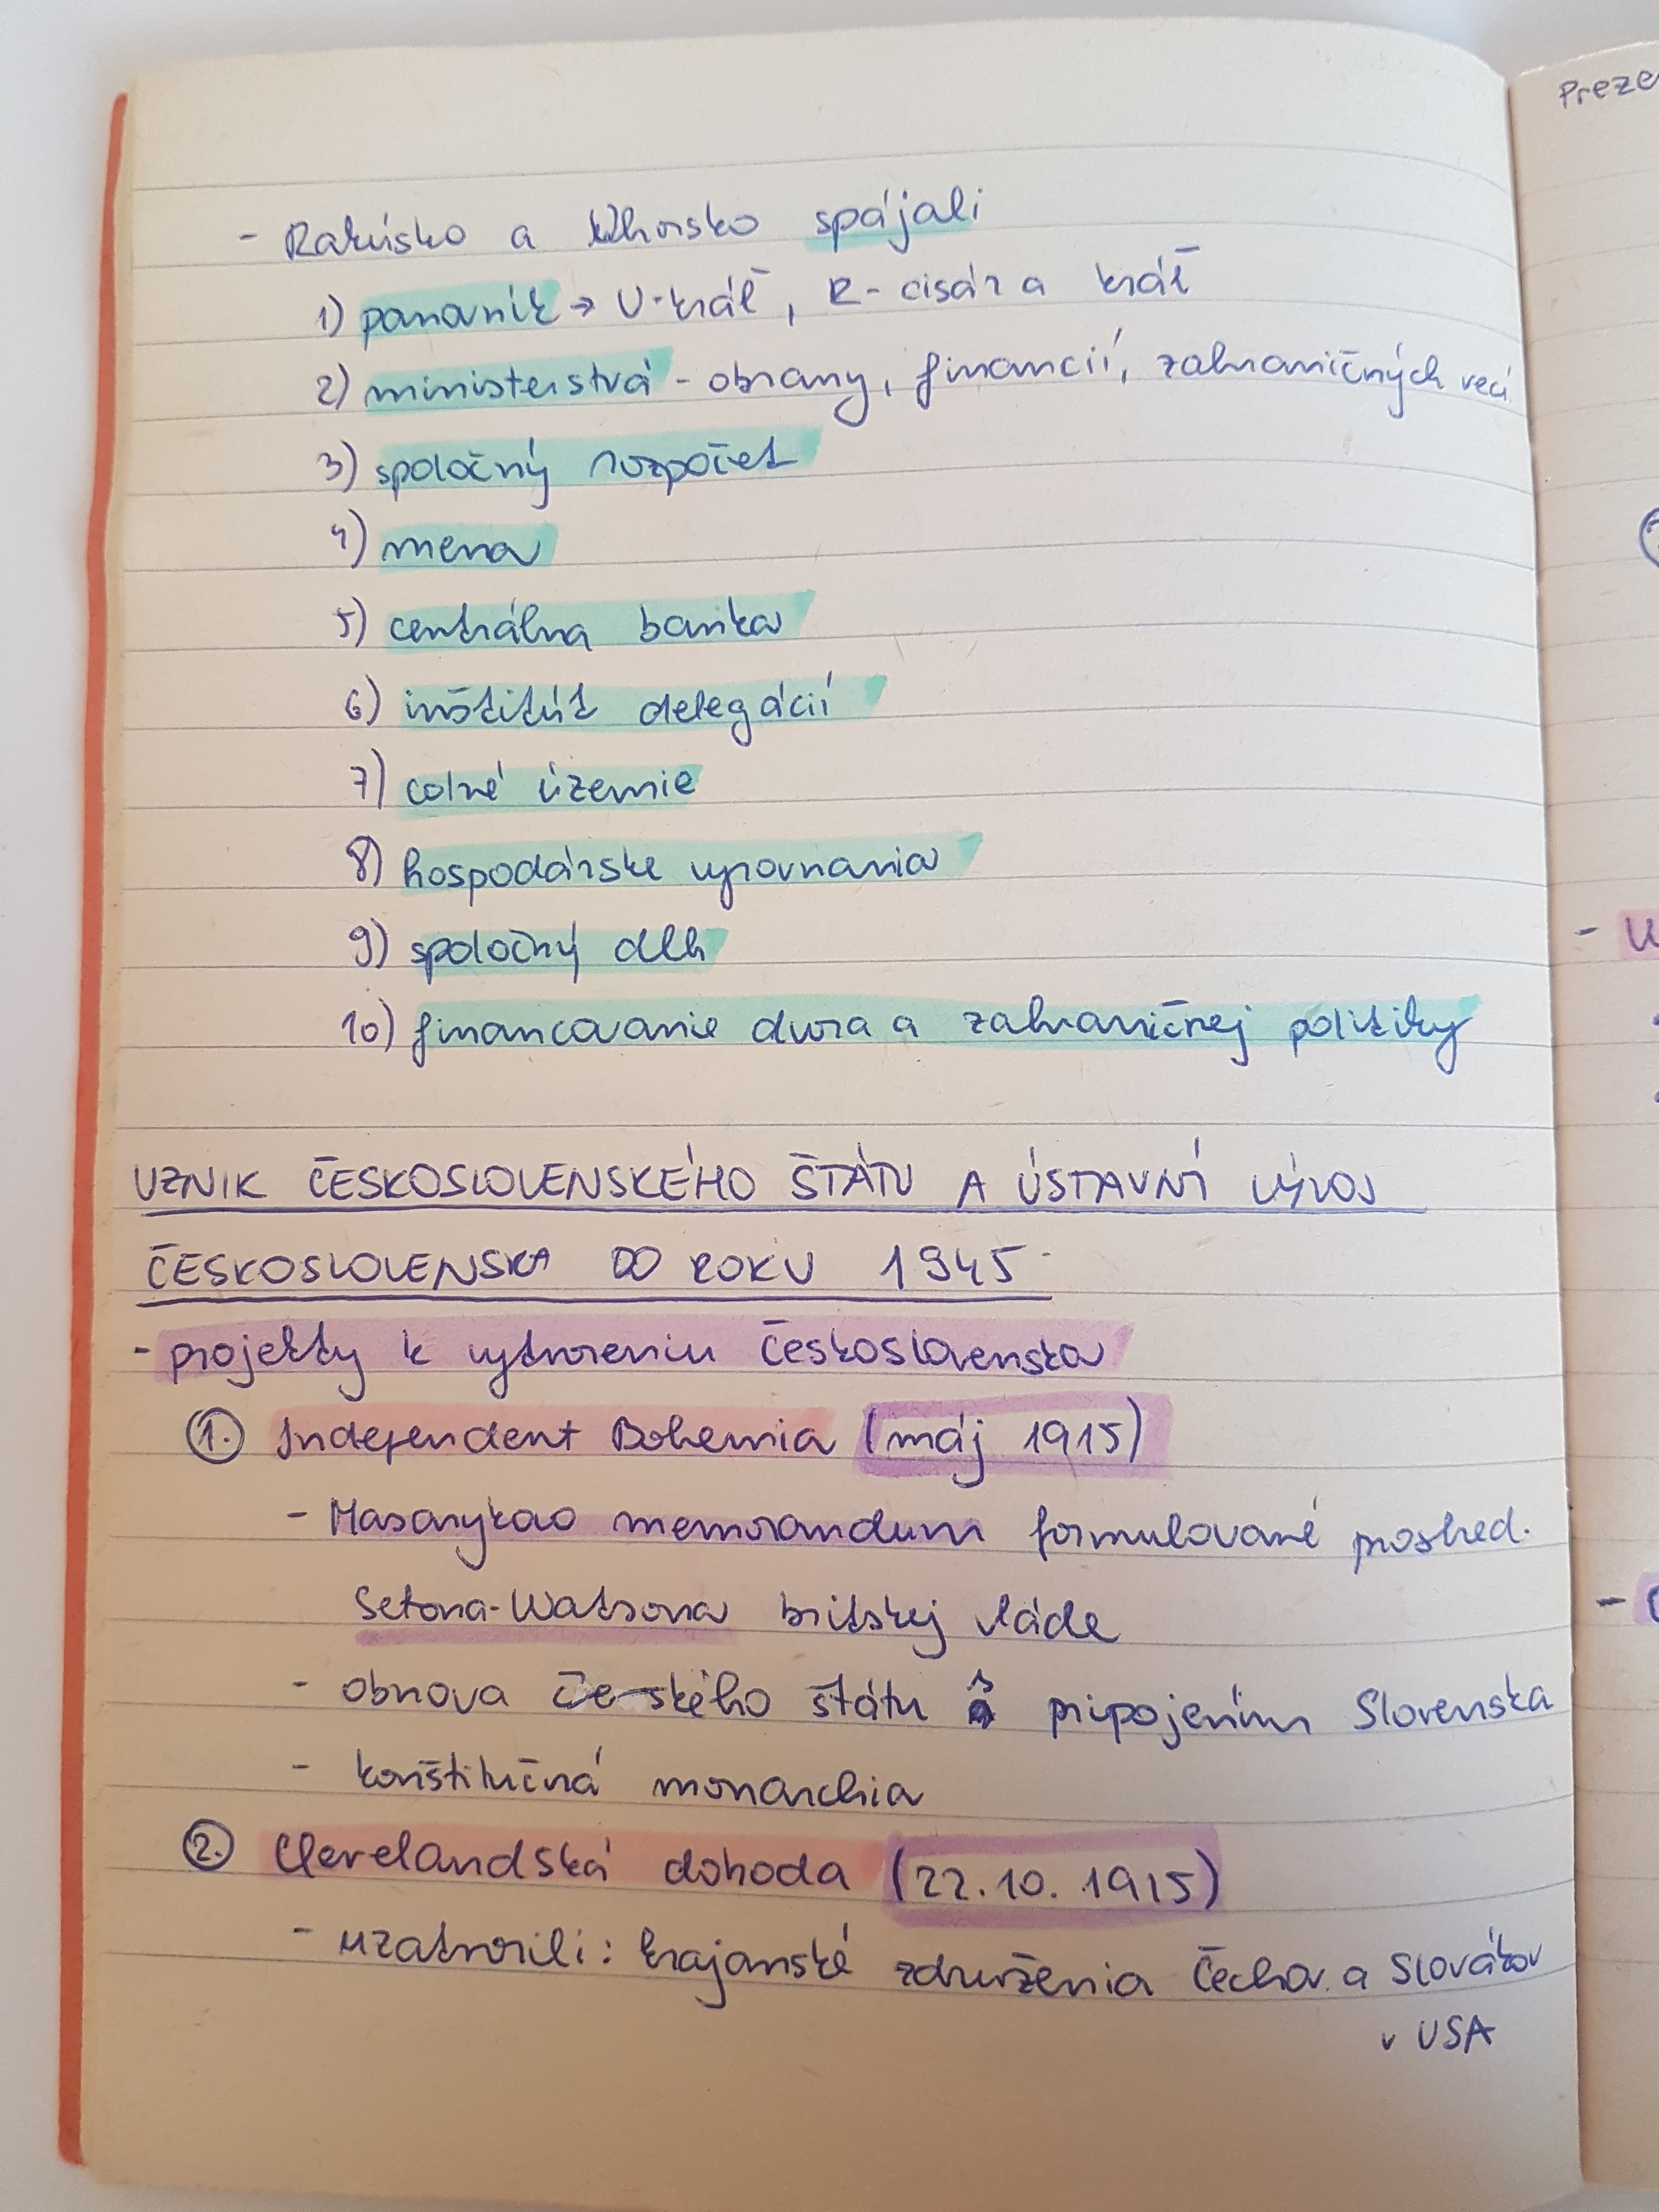 - Rakúsko a Uhorsko spájali
1) panovník → U-kráľ, R-cisár a kráľ
2) ministerstvá - obrany, financií, zahraničných vecí
3) spoločný rozpočet
4) mena
5) centrálna banka
6) inštitút delegácií
7) colné územie
8) hospodárske vyrovnania
9) spoločný dlh
10) financovanie dvora a zahraničnej politiky
VZNIK ČESKOSLOVENSKÉHO ŠTÁTU A ÚSTAVNÝ VÝVOJ
ČESKOSLOVENSKA DO ROKU 1945
- projekty k vytvoreniu Československa
1. Independent Bohemia (máj 1915)
- Masarykovo memorandum formulované prostred.
Setona-Watsona britskej vláde
- obnova českého štátu s pripojením Slovenska
- konštitučná monarchia
2. Clevelandská dohoda (22.10.1915)
- uzatvorili: krajanské združenia Čechov a Slovákov
v USA
Preze